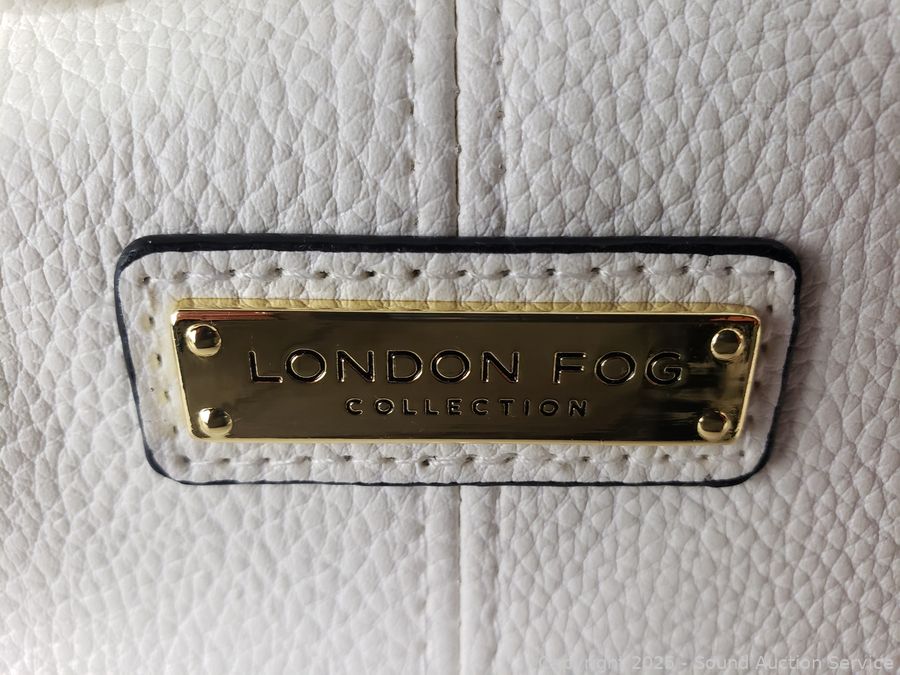 LONDON FOG
COLLECTION
Copyright 2025 - Sound Auction Service